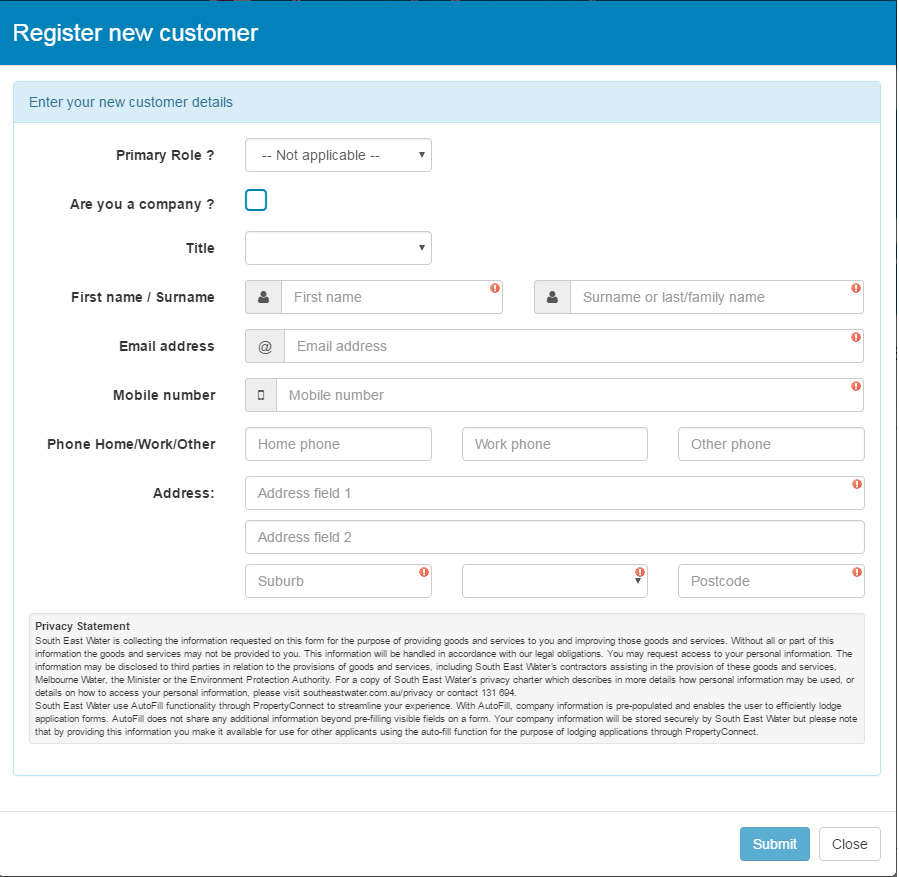 Register new customer
Enter your new customer details
Primary Role ? -- Not applicable --
Are you a company ?
Title
First name / Surname First name Surname or last/family name
Email address @ Email address
Mobile number Mobile number
Phone Home/Work/Other Home phone Work phone Other phone
Address: Address field 1
Address field 2
Suburb Postcode
Privacy Statement
South East Water is collecting the information requested on this form for the purpose of providing goods and services to you and improving those goods and services. Without all or part of this
information the goods and services may not be provided to you. This information will be handled in accordance with our legal obligations. You may request access to your personal information. The
information may be disclosed to third parties in relation to the provisions of goods and services, including South East Water's contractors assisting in the provision of these goods and services,
Melbourne Water, the Minister or the Environment Protection Authority. For a copy of South East Water's privacy charter which describes in more details how personal information may be used, or
details on how to access your personal information, please visit southeastwater.com.au/privacy or contact 131 694.
South East Water use AutoFill functionality through PropertyConnect to streamline your experience. With AutoFill, company information is pre-populated and enables the user to efficiently lodge
application forms. AutoFill does not share any additional information beyond pre-filling visible fields on a form. Your company information will be stored securely by South East Water but please note
that by providing this information you make it available for use for other applicants using the auto-fill function for the purpose of lodging applications through PropertyConnect.
Submit Close